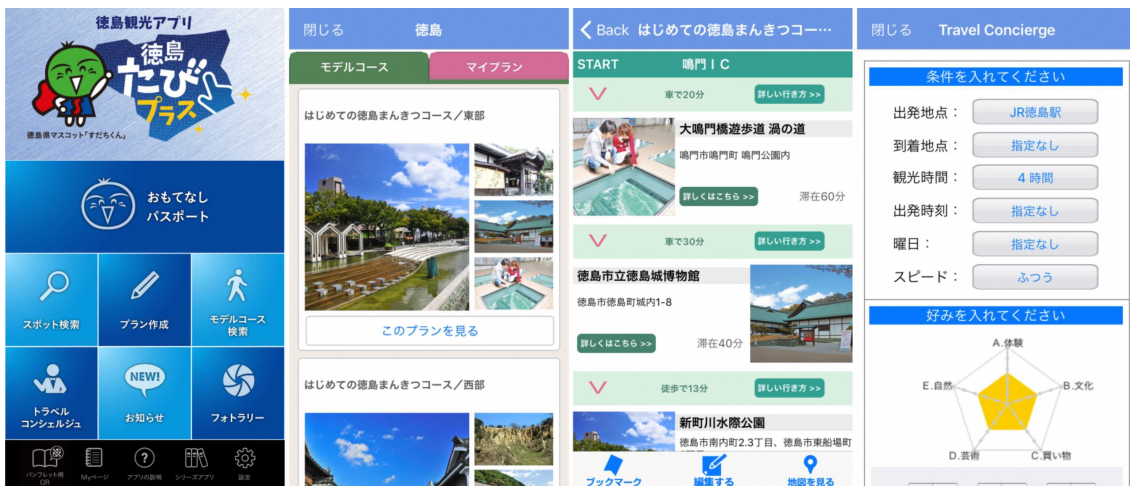 徳島観光アプリ
徳島
たび
プラス
徳島県マスコット「すだちくん」
おもてなし
パスポート
スポット検索
プラン作成
モデルコース
検索
トラベル
コンシェルジュ
NEW!
お知らせ
フォトラリー
パンフレット用
QR
Myページ
アプリの説明
シリーズアプリ
設定
閉じる
徳島
モデルコース
マイプラン
はじめての徳島まんきつコース／東部
このプランを見る
はじめての徳島まんきつコース／西部
Back はじめての徳島まんきつコー…
START 鳴門ＩＣ
車で20分 詳しい行き方 >>
大鳴門橋遊歩道 渦の道
鳴門市鳴門町 鳴門公園内
詳しくはこちら >> 滞在60分
車で30分 詳しい行き方 >>
徳島市立徳島城博物館
徳島市徳島町城内1-8
詳しくはこちら >> 滞在40分
徒歩で13分 詳しい行き方 >>
新町川水際公園
徳島市南内町2.3丁目、徳島市東船場町
ブックマーク
編集する
地図を見る
閉じる Travel Concierge
条件を入れてください
出発地点： JR徳島駅
到着地点： 指定なし
観光時間： 4 時間
出発時刻： 指定なし
曜日： 指定なし
スピード： ふつう
好みを入れてください
A.体験
E.自然
B.文化
D.芸術
C.買い物